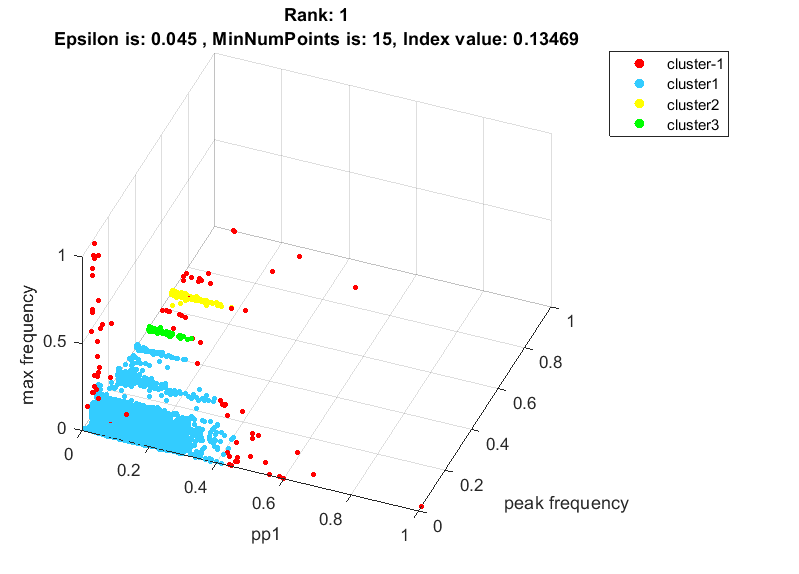 Rank: 1
Epsilon is: 0.045 , MinNumPoints is: 15, Index value: 0.13469
cluster-1
cluster1
cluster2
cluster3
1
0.5
0
max frequency
0
0.2
0.4
0.6
0.8
1
pp1
0
0.2
0.4
0.6
0.8
1
peak frequency